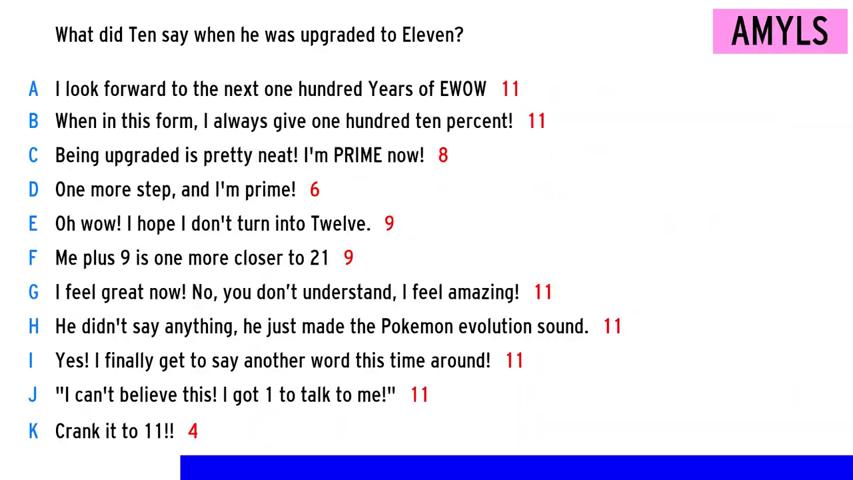 What did Ten say when he was upgraded to Eleven?
AMYLS
A I look forward to the next one hundred Years of EWOW 11
B When in this form, I always give one hundred ten percent! 11
C Being upgraded is pretty neat! I'm PRIME now! 8
D One more step, and I'm prime! 6
E Oh wow! I hope I don't turn into Twelve. 9
F Me plus 9 is one more closer to 21 9
G I feel great now! No, you don’t understand, I feel amazing! 11
H He didn't say anything, he just made the Pokemon evolution sound. 11
I Yes! I finally get to say another word this time around! 11
J "I can't believe this! I got 1 to talk to me!" 11
K Crank it to 11!! 4